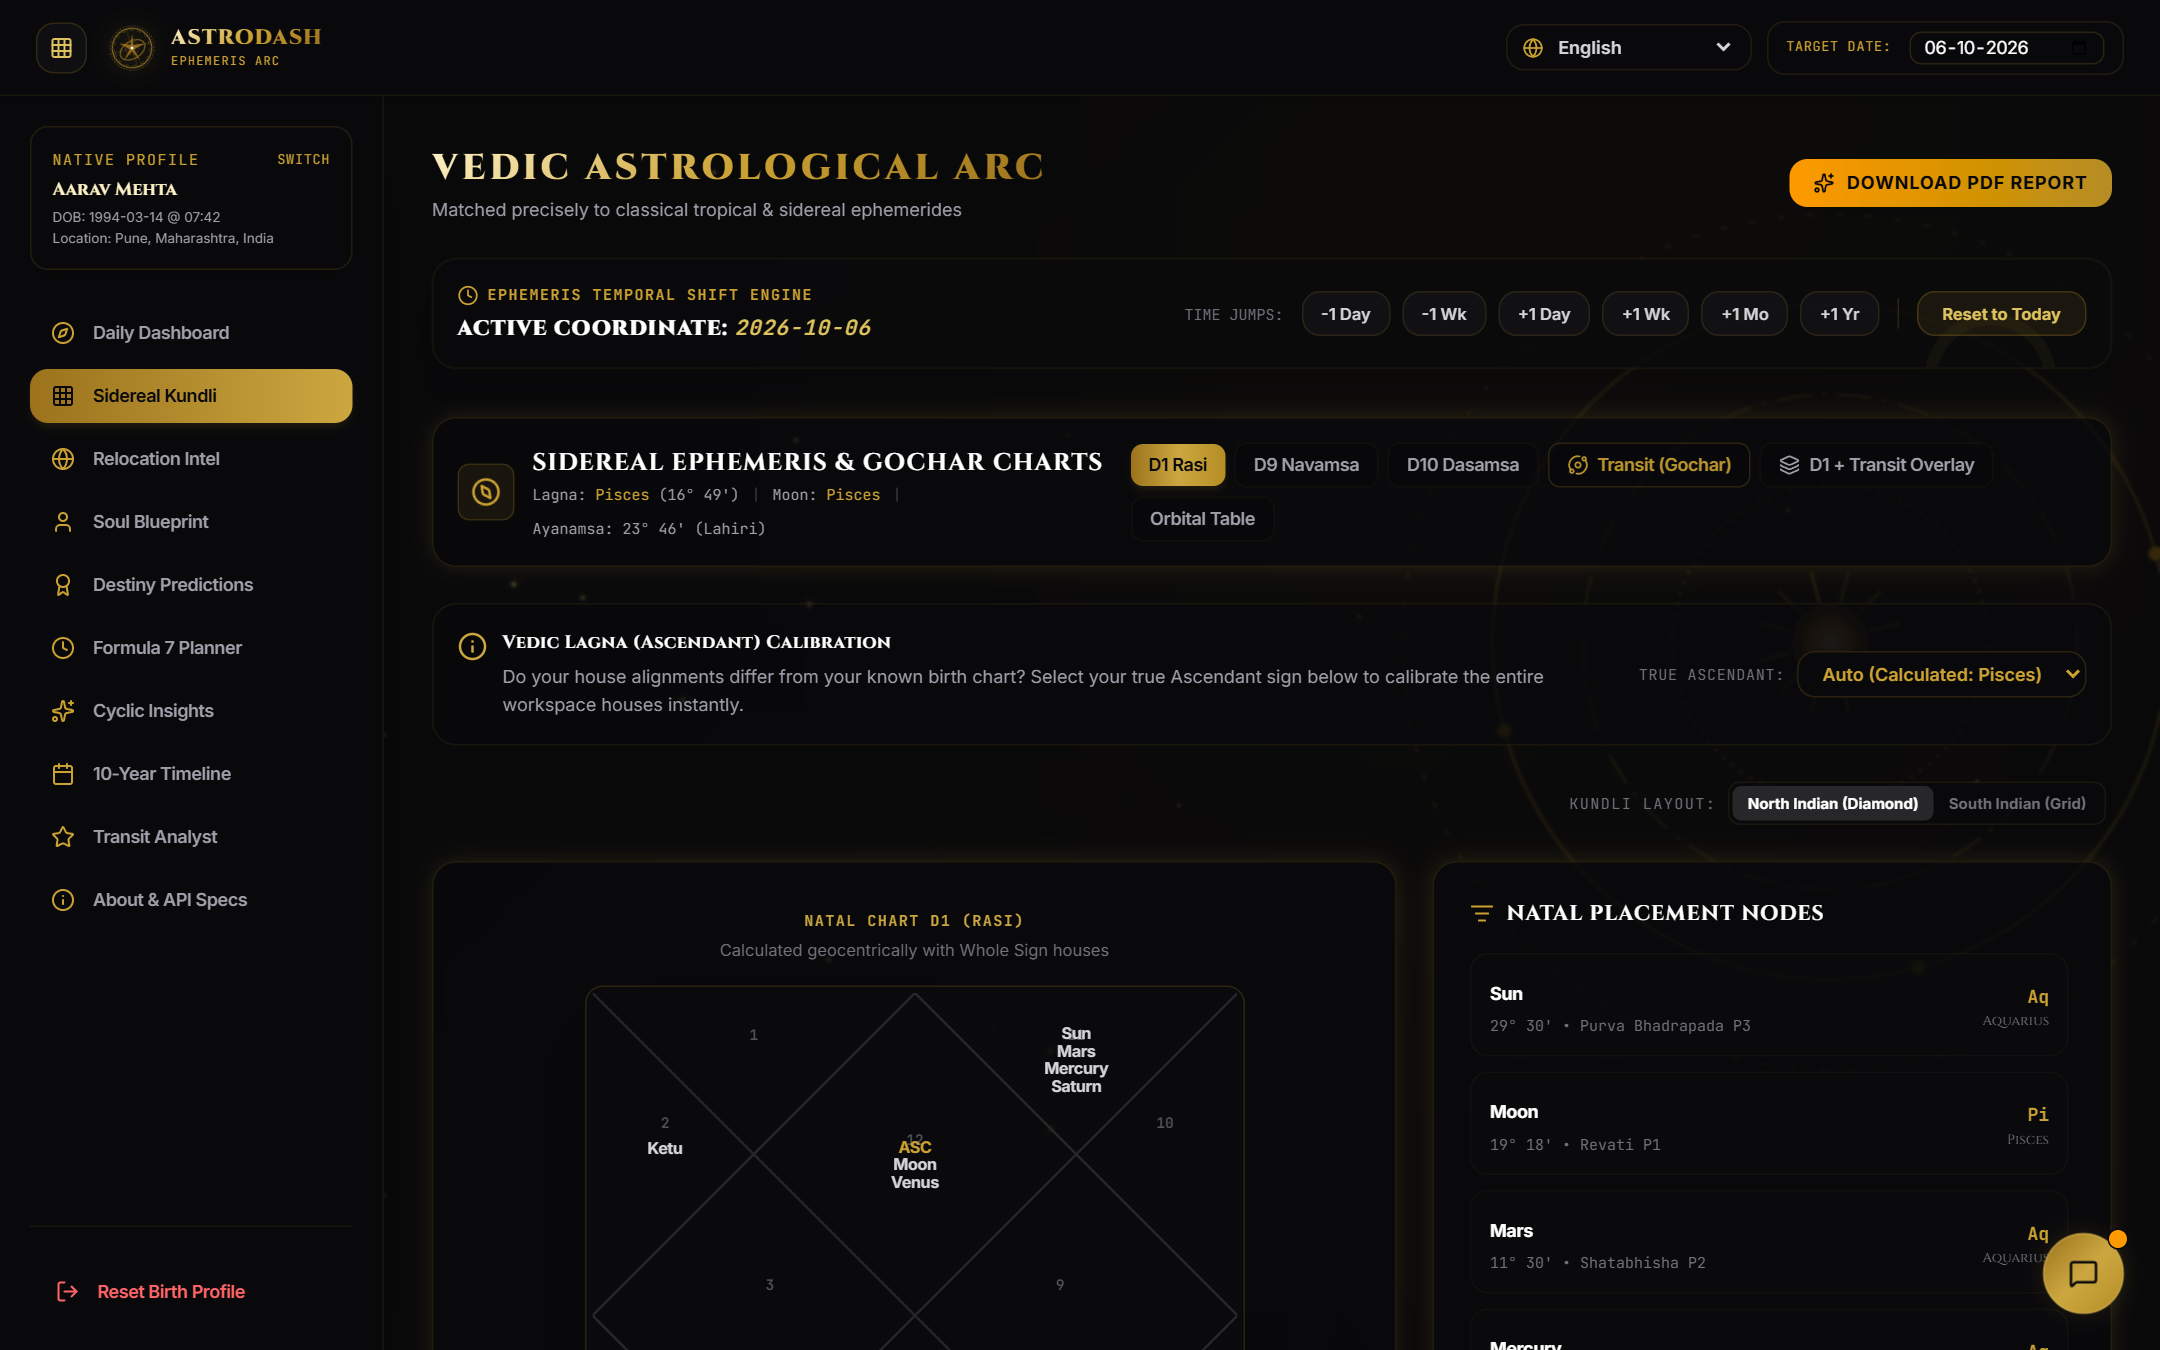 ASTRODASH
EPHEMERIS ARC
English
TARGET DATE:
06-10-2026
NATIVE PROFILE
SWITCH
AARAV MEHTA
DOB: 1994-03-14 @ 07:42
Location: Pune, Maharashtra, India
Daily Dashboard
Sidereal Kundli
Relocation Intel
Soul Blueprint
Destiny Predictions
Formula 7 Planner
Cyclic Insights
10-Year Timeline
Transit Analyst
About & API Specs
Reset Birth Profile
VEDIC ASTROLOGICAL ARC
Matched precisely to classical tropical & sidereal ephemerides
DOWNLOAD PDF REPORT
EPHEMERIS TEMPORAL SHIFT ENGINE
ACTIVE COORDINATE: 2026-10-06
TIME JUMPS:
-1 Day
-1 Wk
+1 Day
+1 Wk
+1 Mo
+1 Yr
Reset to Today
SIDEREAL EPHEMERIS & GOCHAR CHARTS
Lagna: Pisces (16° 49') | Moon: Pisces |
Ayanamsa: 23° 46' (Lahiri)
D1 Rasi
D9 Navamsa
D10 Dasamsa
Transit (Gochar)
D1 + Transit Overlay
Orbital Table
VEDIC LAGNA (ASCENDANT) CALIBRATION
Do your house alignments differ from your known birth chart? Select your true Ascendant sign below to calibrate the entire
workspace houses instantly.
TRUE ASCENDANT:
Auto (Calculated: Pisces)
KUNDLI LAYOUT:
North Indian (Diamond)
South Indian (Grid)
NATAL CHART D1 (RASI)
Calculated geocentrically with Whole Sign houses
1
Sun
Mars
Mercury
Saturn
2
Ketu
12
ASC
Moon
Venus
10
3
9
NATAL PLACEMENT NODES
Sun
29° 30' • Purva Bhadrapada P3
Aq
AQUARIUS
Moon
19° 18' • Revati P1
Pi
PISCES
Mars
11° 30' • Shatabhisha P2
Aq
AQUARIUS
Mercury